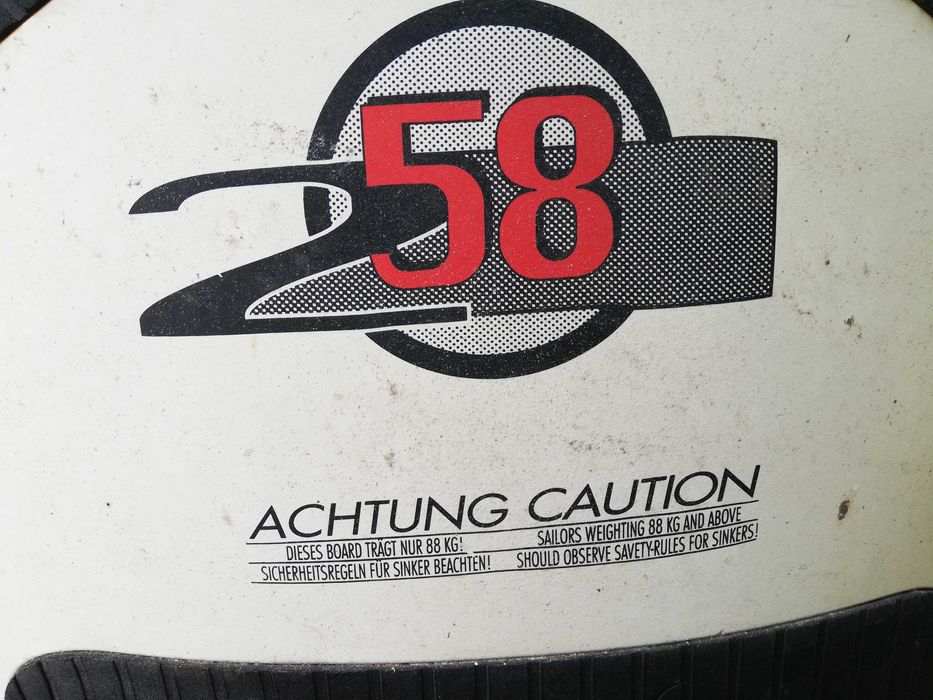 258
ACHTUNG CAUTION
DIESES BOARD TRÄGT NUR 88 KG! SAILORS WEIGHTING 88 KG AND ABOVE
SICHERHEITSREGELN FÜR SINKER BEACHTEN! SHOULD OBSERVE SAVETY-RULES FOR SINKERS!